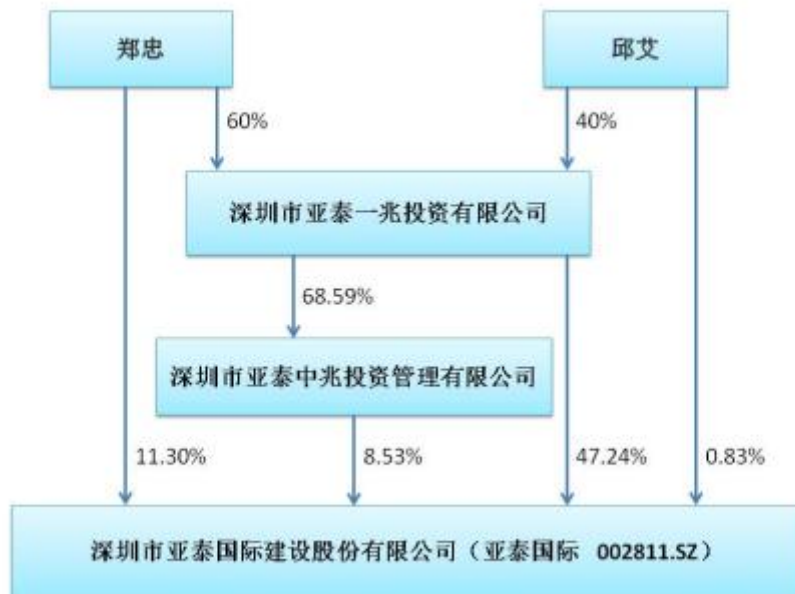 郑忠
邱艾
60%
40%
深圳市亚泰一兆投资有限公司
68.59%
深圳市亚泰中兆投资管理有限公司
11.30%
8.53%
47.24%
0.83%
深圳市亚泰国际建设股份有限公司（亚泰国际 002811.SZ）